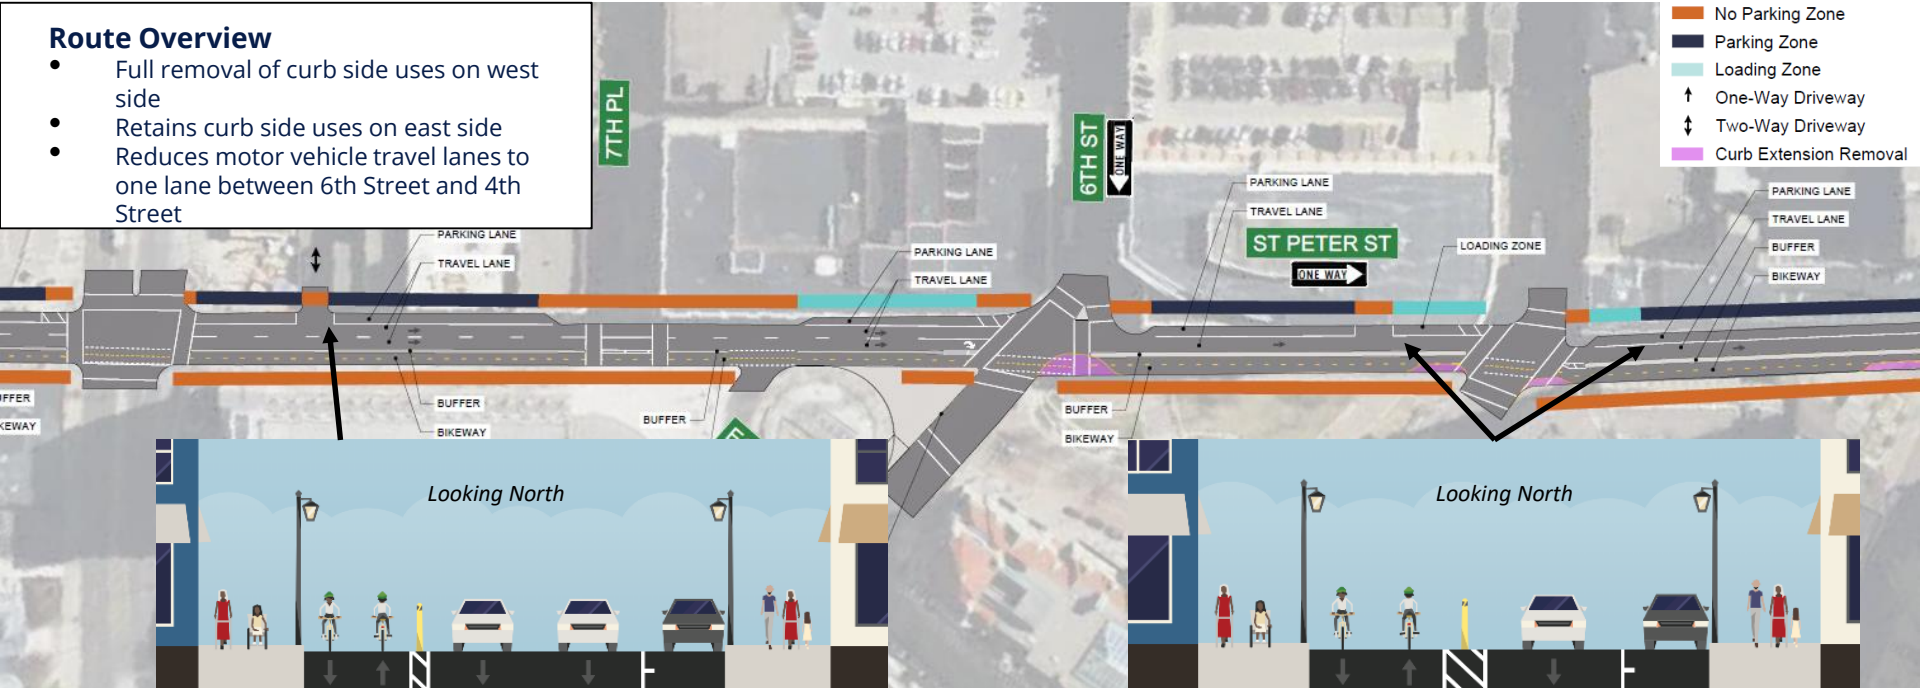 Route Overview
• Full removal of curb side uses on west
side
• Retains curb side uses on east side
• Reduces motor vehicle travel lanes to
one lane between 6th Street and 4th
Street
No Parking Zone
Parking Zone
Loading Zone
One-Way Driveway
Two-Way Driveway
Curb Extension Removal
7TH PL
6TH ST
ONE WAY
ST PETER ST
ONE WAY
PARKING LANE
TRAVEL LANE
PARKING LANE
TRAVEL LANE
PARKING LANE
TRAVEL LANE
LOADING ZONE
PARKING LANE
TRAVEL LANE
BUFFER
BIKEWAY
FFER
KEWAY
BUFFER
BIKEWAY
BUFFER
BUFFER
BIKEWAY
Looking North
Looking North